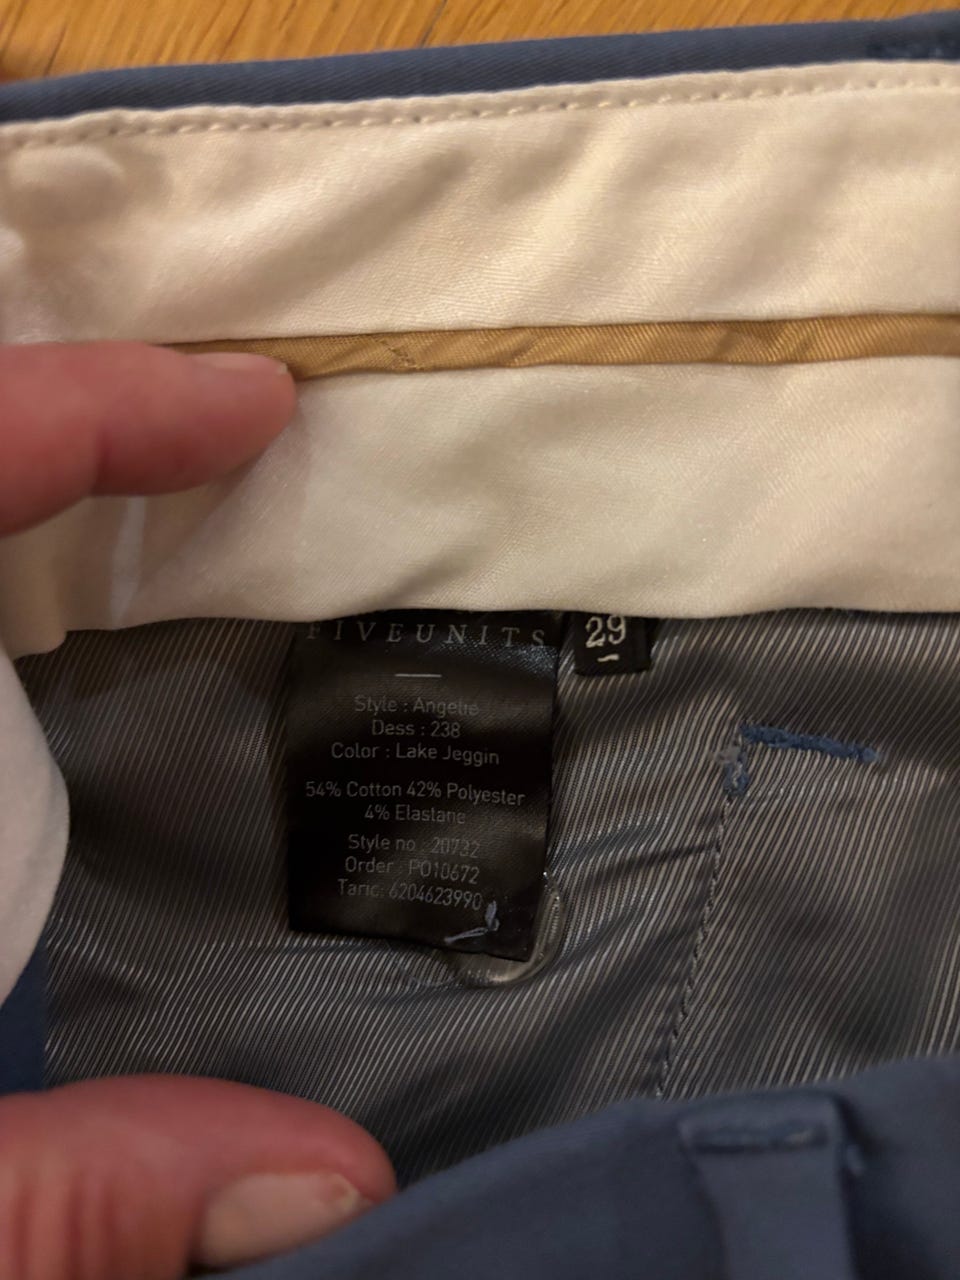 FIVEUNITS
29
Style : Angelie
Dess : 238
Color : Lake Jeggin
54% Cotton 42% Polyester
4% Elastane
Style no : 20732
Order : PO10672
Taric: 6204623990